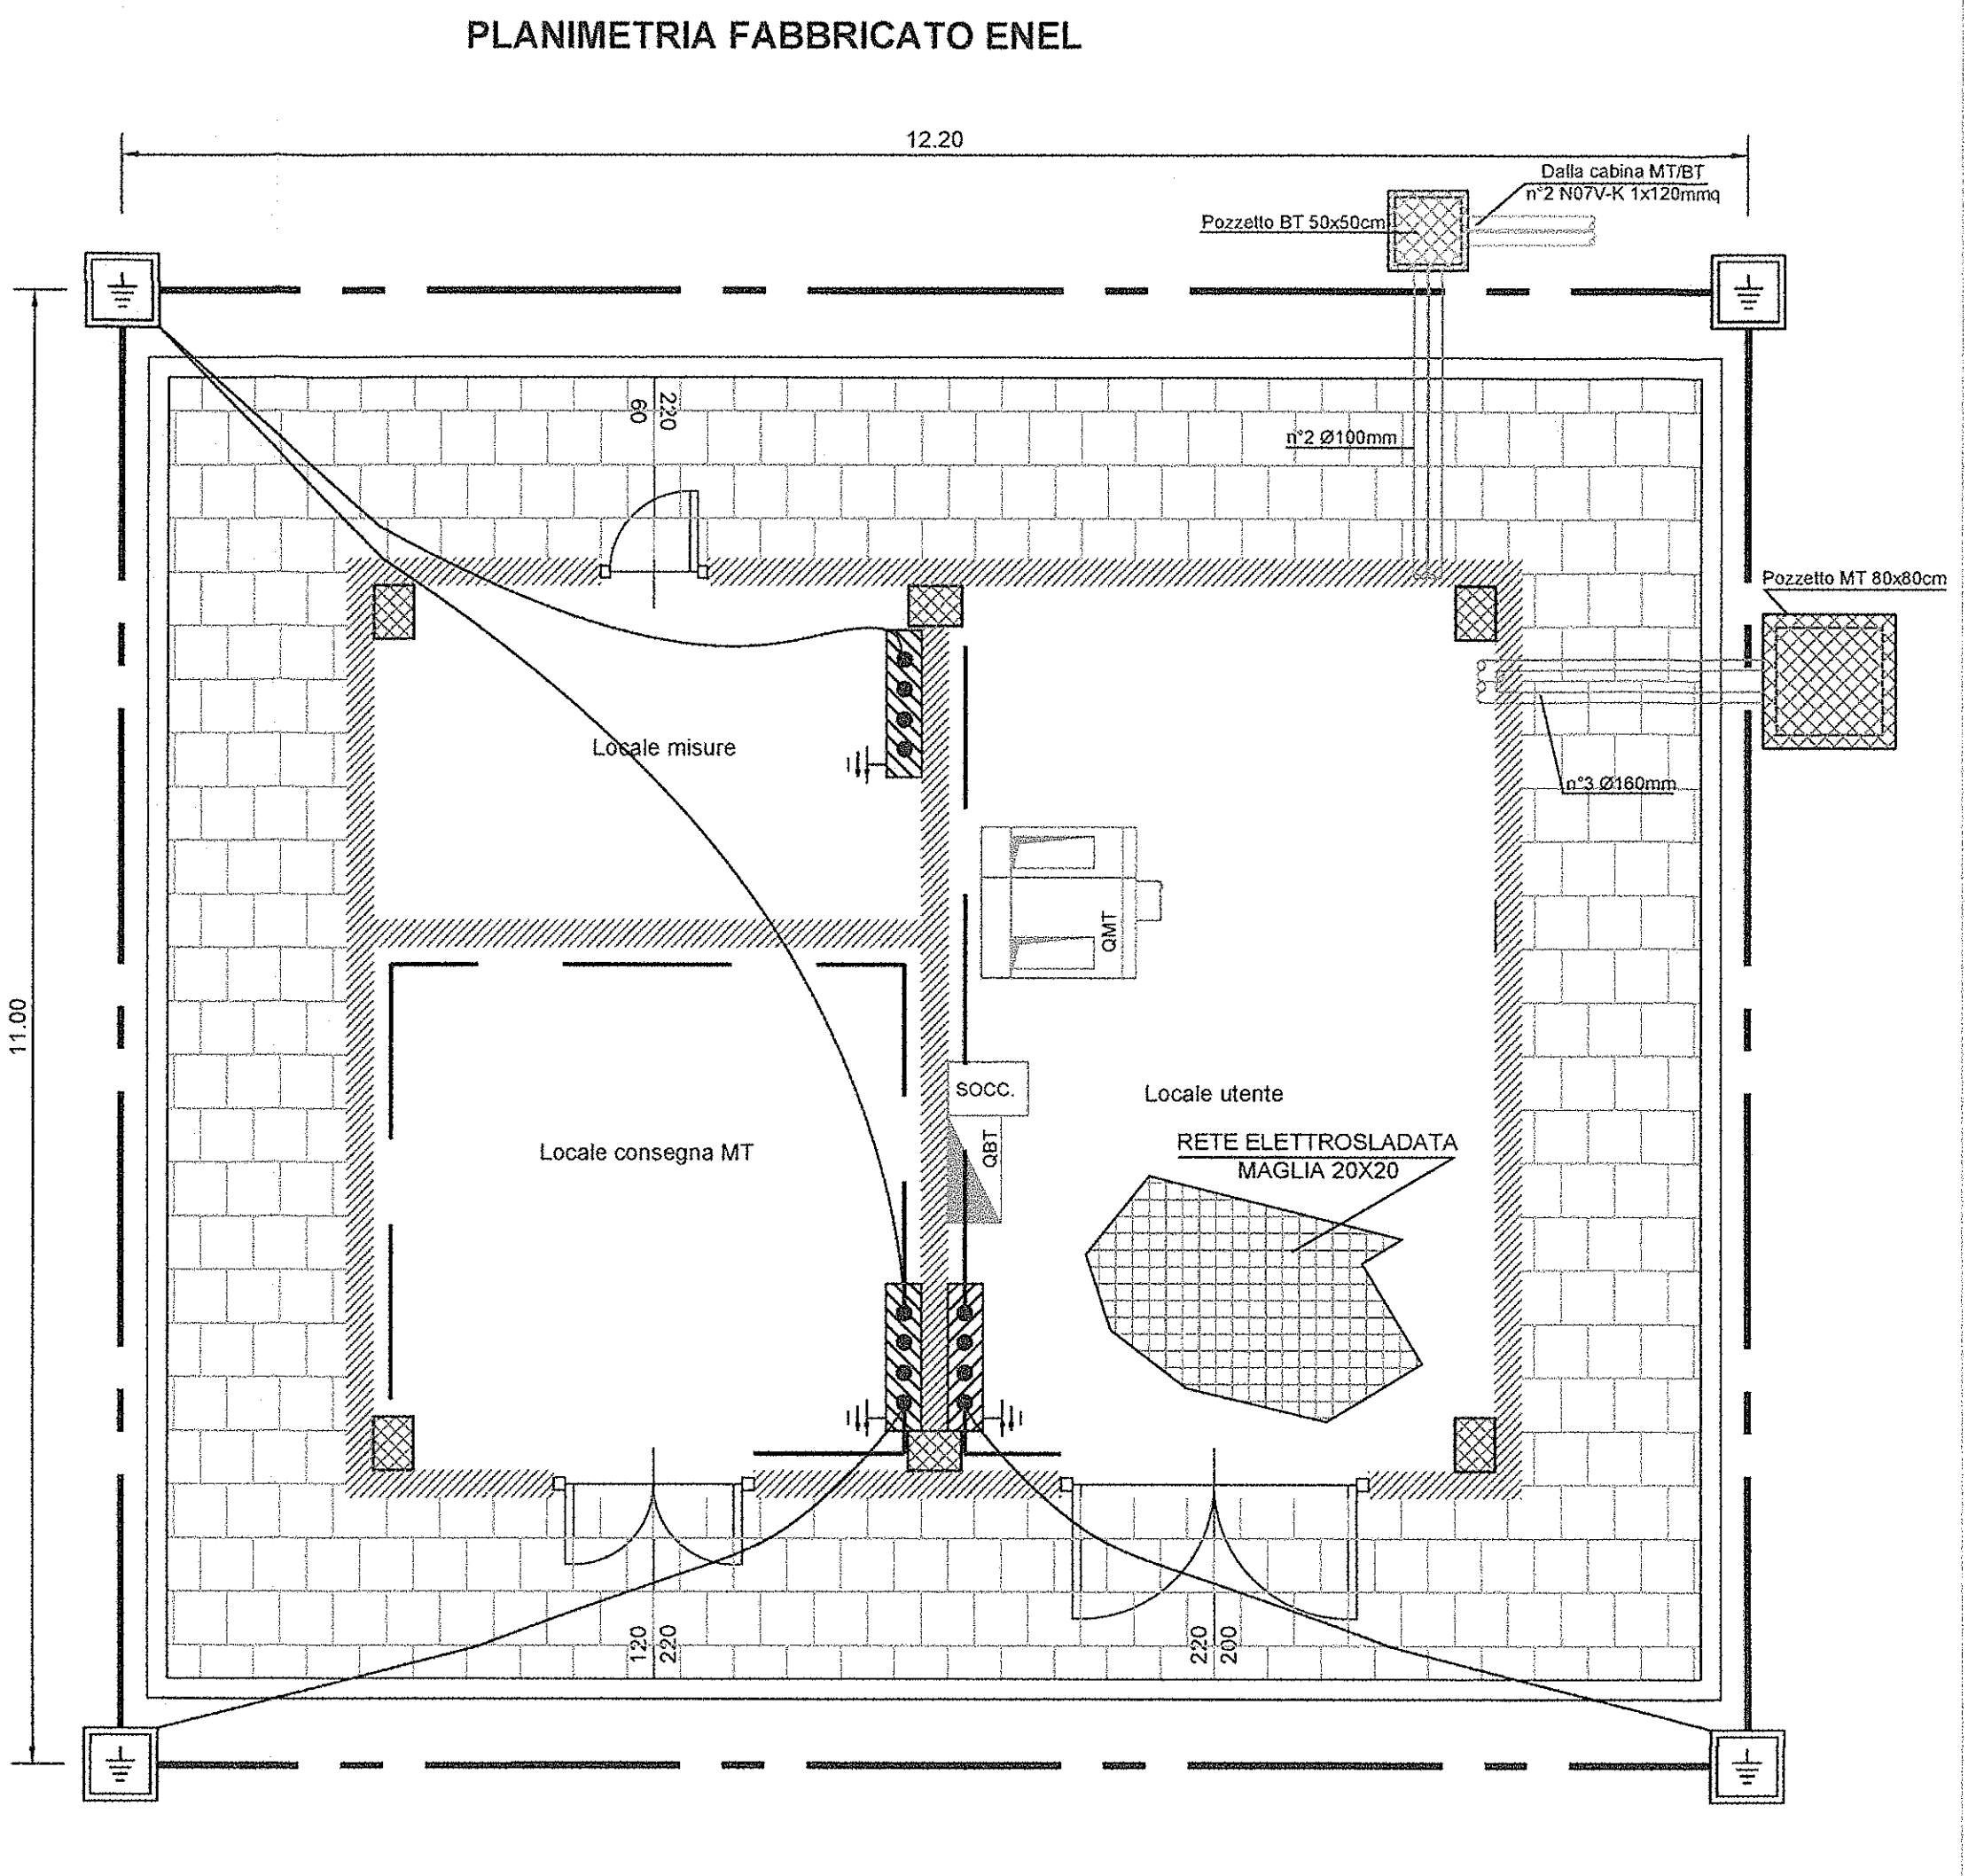 PLANIMETRIA FABBRICATO ENEL
12.20
Dalla cabina MT/BT
n°2 N07V-K 1x120mmq
Pozzetto BT 50x50cm
220
60
n°2 Ø100mm
Pozzetto MT 80x80cm
Locale misure
n°3 Ø160mm
QMT
11.00
SOCC.
Locale utente
QBT
Locale consegna MT
RETE ELETTROSLADATA
MAGLIA 20X20
120
220
220
200